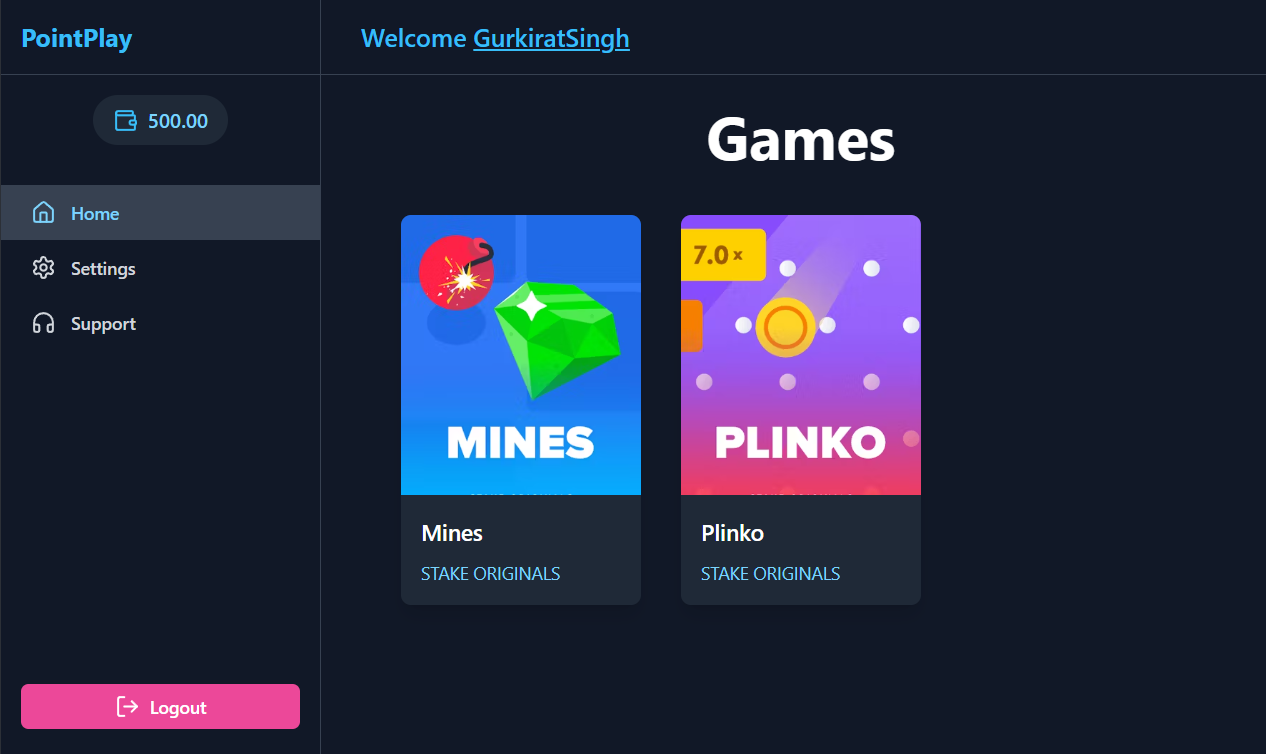 PointPlay
Welcome GurkiratSingh
500.00
Home
Settings
Support
Logout
Games
7.0x
MINES
Mines
STAKE ORIGINALS
PLINKO
Plinko
STAKE ORIGINALS